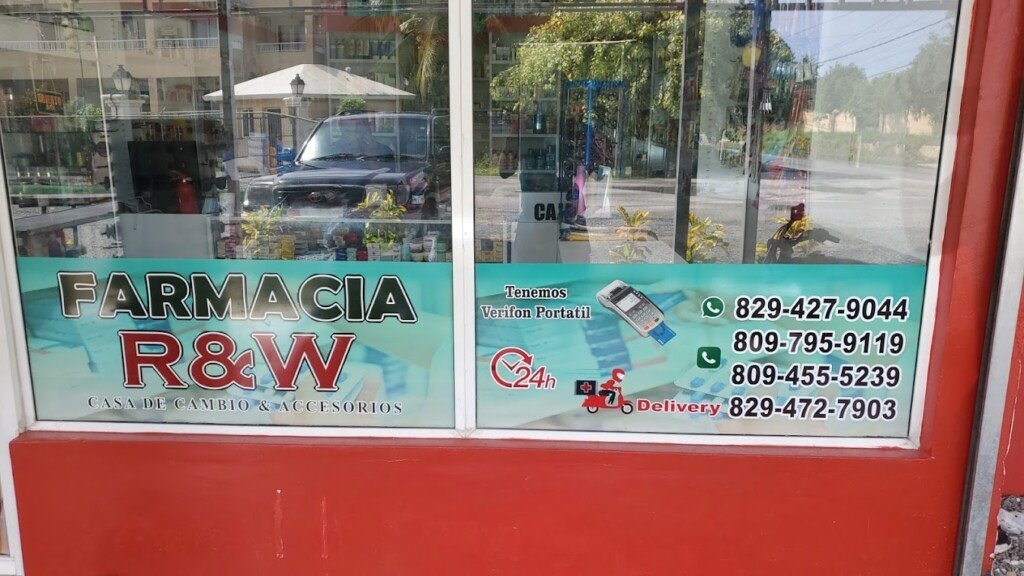 FARMACIA
R&W
CASA DE CAMBIO & ACCESORIOS
CA
Tenemos
Verifon Portatil
24h
Delivery
829-427-9044
809-795-9119
809-455-5239
829-472-7903